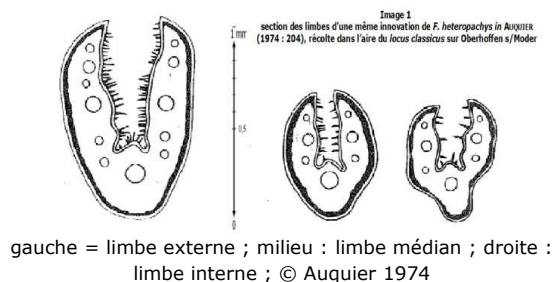 Image 1
section des limbes d'une même innovation de F. heteropachys in AUQUIER
(1974 : 204), récolte dans l'aire du locus classicus sur Oberhoffen s/Moder
1 mm
0,5
0
gauche = limbe externe ; milieu : limbe médian ; droite :
limbe interne ; © Auquier 1974